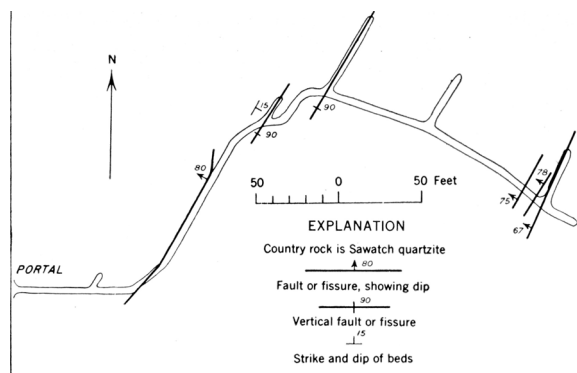 N
15
90
90
80
78
75
67
50 0 50 Feet
EXPLANATION
Country rock is Sawatch quartzite
80
Fault or fissure, showing dip
90
Vertical fault or fissure
15
Strike and dip of beds
PORTAL